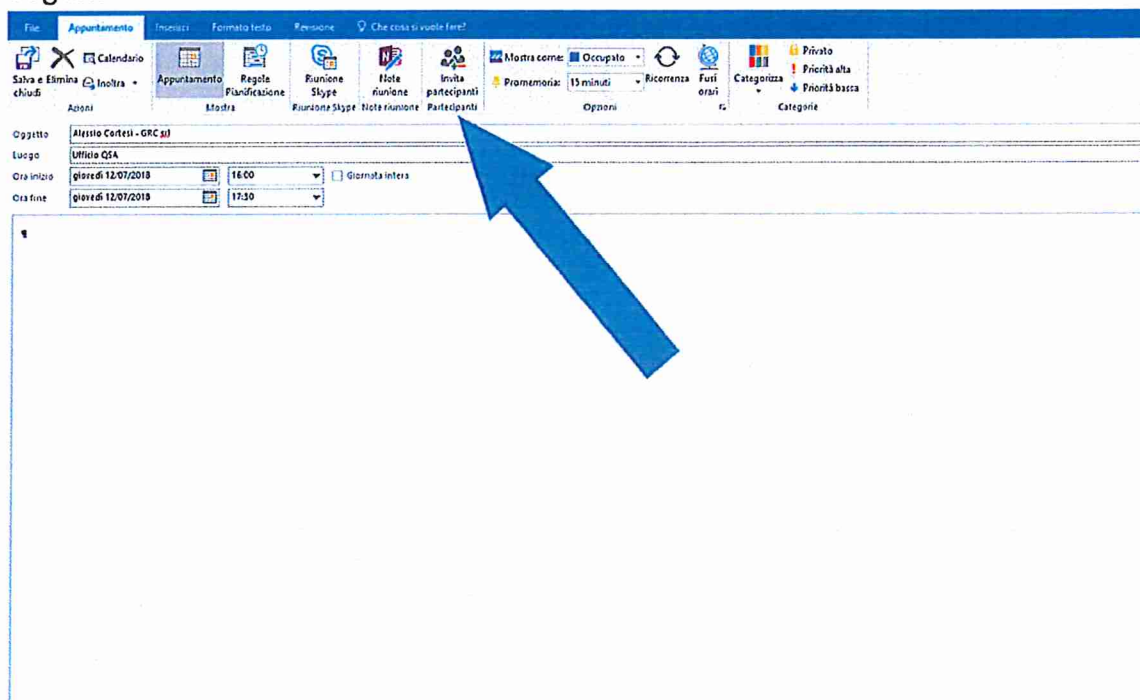 File Appuntamento Inserisci Formato testo Revisione Che cosa si vuole fare?
Salva e chiudi
Elimina
Calendario
Inoltra
Azioni
Appuntamento
Regole Pianificazione
Mostra
Riunione Skype
Riunione Skype
Note riunione
Note riunione
Invita partecipanti
Partecipanti
Mostra come: Occupato
Promemoria: 15 minuti
Ricorrenza
Fusi orari
Opzioni
Categorizza
Privato
Priorità alta
Priorità bassa
Categorie
Oggetto Alessio Cortesi - GRC srl
Luogo Ufficio QSA
Ora inizio giovedì 12/07/2018 16:00 Giornata intera
Ora fine giovedì 12/07/2018 17:30
¶